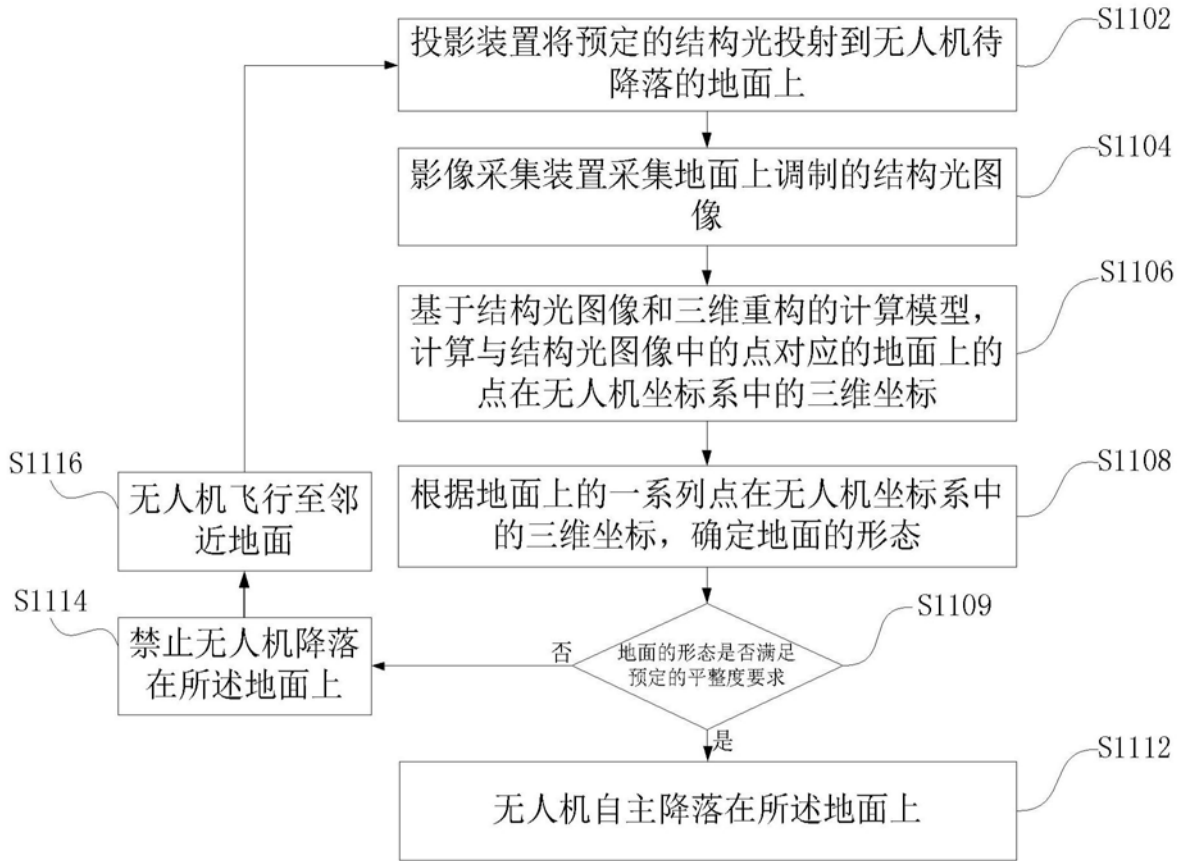 S1102
投影装置将预定的结构光投射到无人机待
降落的地面上
S1104
影像采集装置采集地面上调制的结构光图
像
S1106
基于结构光图像和三维重构的计算模型，
计算与结构光图像中的点对应的地面上的
点在无人机坐标系中的三维坐标
S1108
根据地面上的一系列点在无人机坐标系中
的三维坐标，确定地面的形态
S1116
无人机飞行至邻
近地面
S1114
禁止无人机降落
在所述地面上
S1109
地面的形态是否满足
预定的平整度要求
否
是
S1112
无人机自主降落在所述地面上